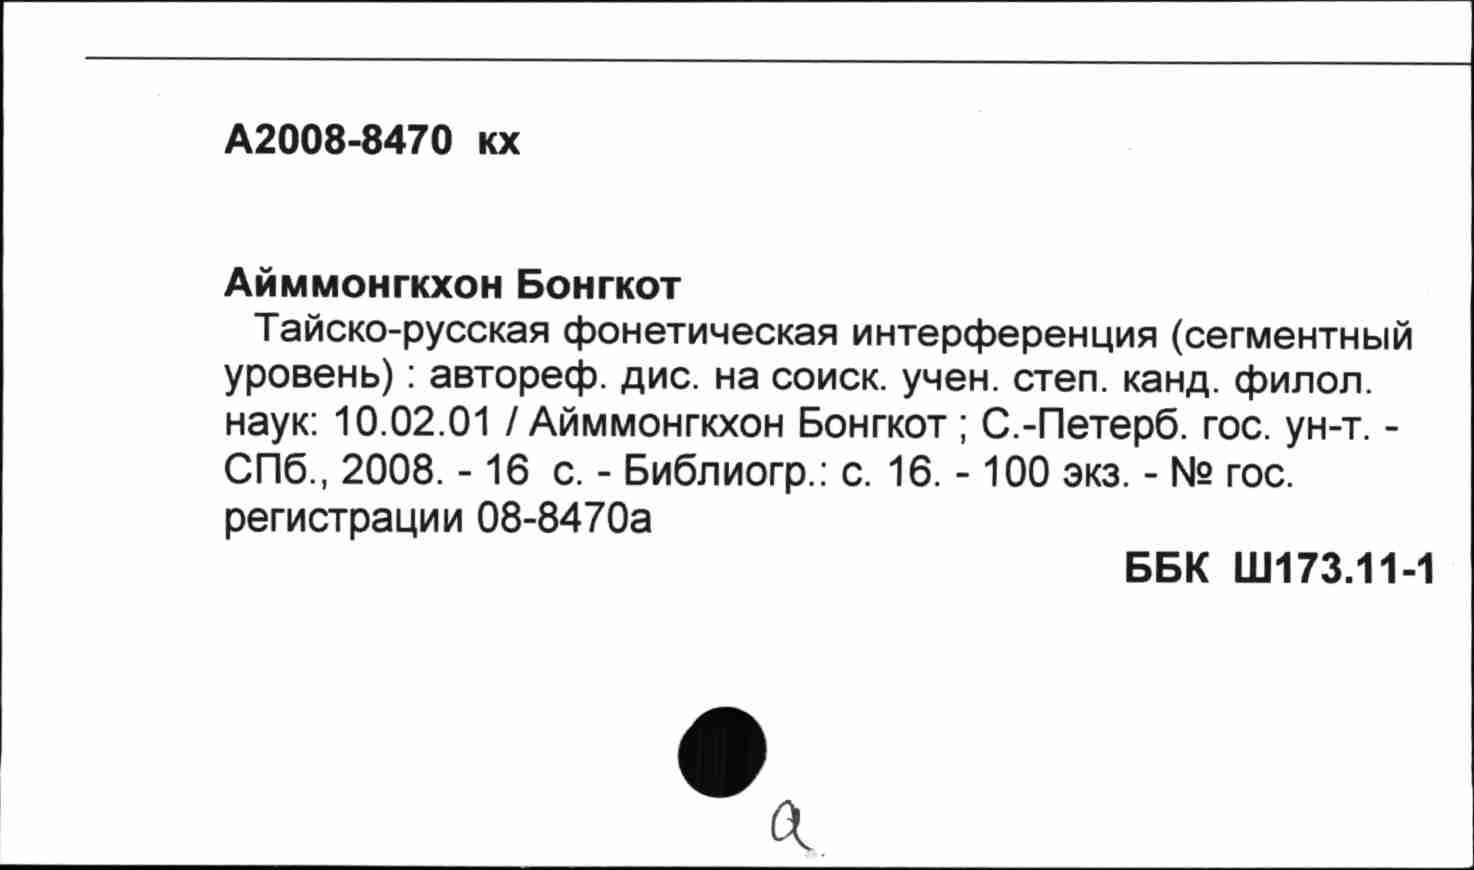 А2008-8470 кх
Айммонгкхон Бонгкот
Тайско-русская фонетическая интерференция (сегментный
уровень) : автореф. дис. на соиск. учен. степ. канд. филол.
наук: 10.02.01 / Айммонгкхон Бонгкот ; С.-Петерб. гос. ун-т. -
СПб., 2008. - 16 с. - Библиогр.: с. 16. - 100 экз. - № гос.
регистрации 08-8470а
ББК Ш173.11-1